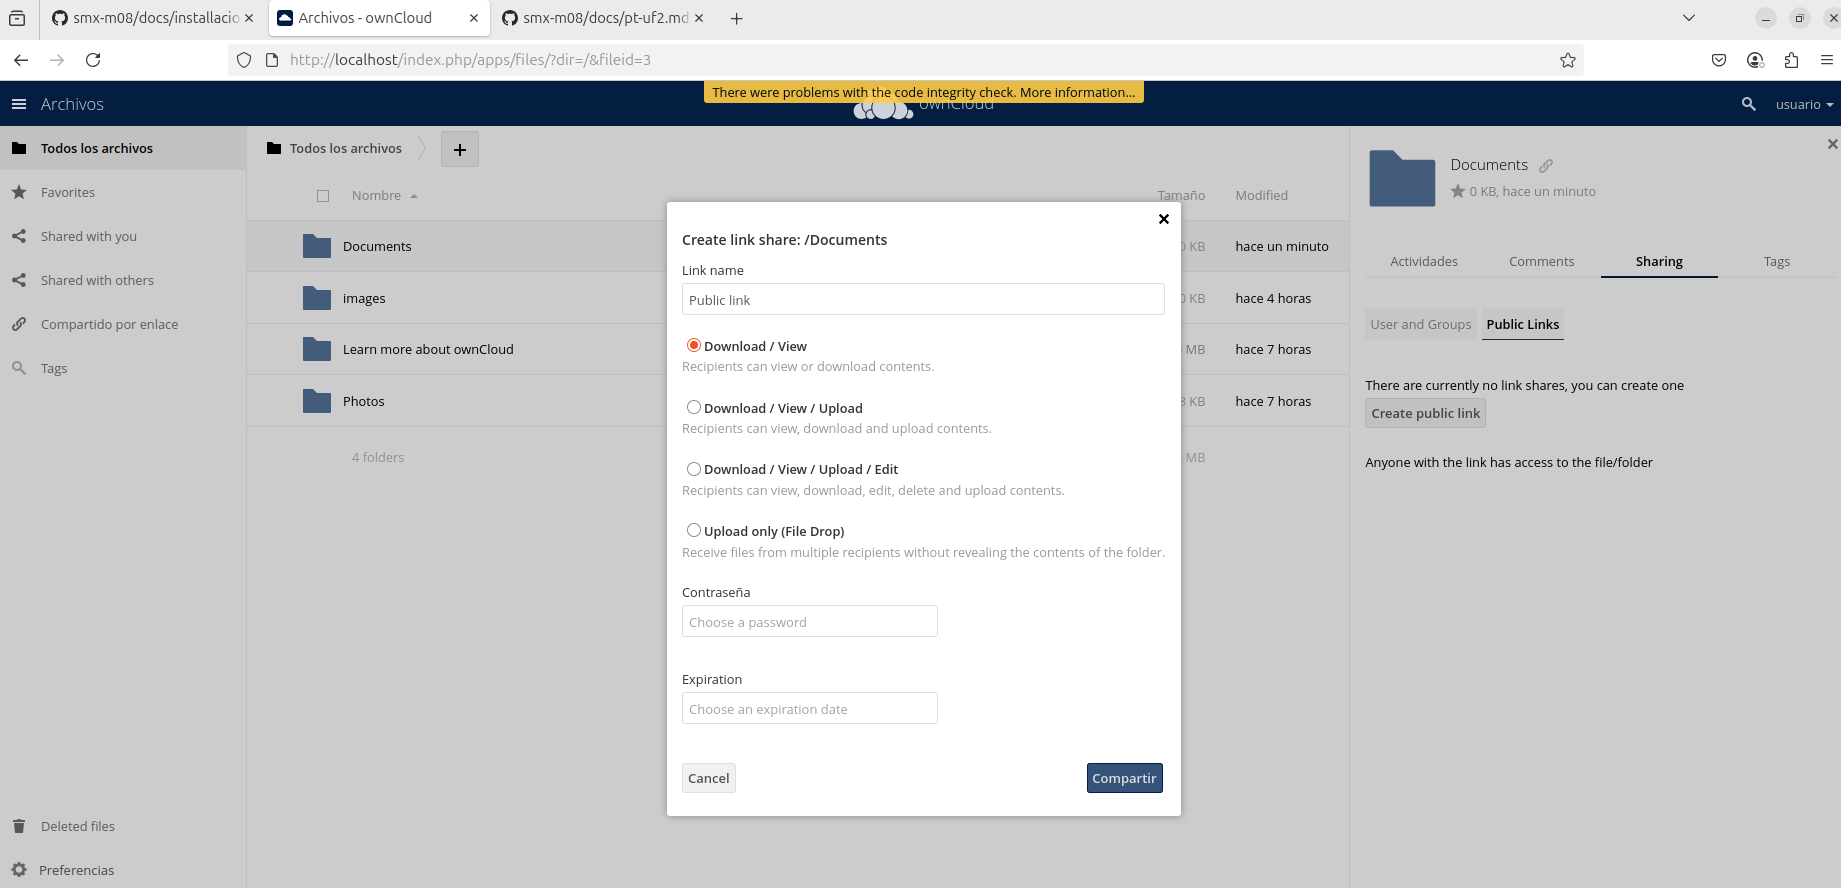 smx-m08/docs/installacio
Archivos - ownCloud
smx-m08/docs/pt-uf2.md
http://localhost/index.php/apps/files/?dir=/&fileid=3
There were problems with the code integrity check. More information...
Archivos
ownCloud
usuario
Todos los archivos
Favorites
Shared with you
Shared with others
Compartido por enlace
Tags
Deleted files
Preferencias
Todos los archivos
+
Nombre
Tamaño
Modified
Documents
0 KB
hace un minuto
images
0 KB
hace 4 horas
Learn more about ownCloud
MB
hace 7 horas
Photos
KB
hace 7 horas
4 folders
MB
Create link share: /Documents
Link name
Public link
Download / View
Recipients can view or download contents.
Download / View / Upload
Recipients can view, download and upload contents.
Download / View / Upload / Edit
Recipients can view, download, edit, delete and upload contents.
Upload only (File Drop)
Receive files from multiple recipients without revealing the contents of the folder.
Contraseña
Choose a password
Expiration
Choose an expiration date
Cancel
Compartir
Documents
0 KB, hace un minuto
Actividades
Comments
Sharing
Tags
User and Groups
Public Links
There are currently no link shares, you can create one
Create public link
Anyone with the link has access to the file/folder